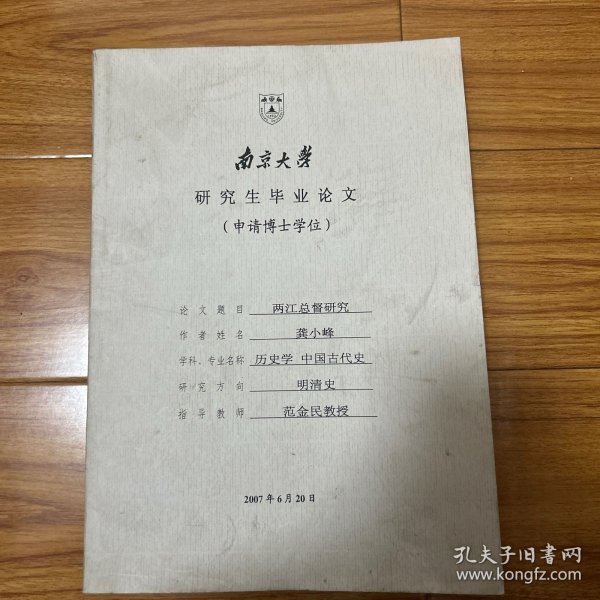 南京大學
研究生毕业论文
（申请博士学位）
论文题目 两江总督研究
作者姓名 龚小峰
学科、专业名称 历史学 中国古代史
研究方向 明清史
指导教师 范金民教授
2007年6月20日
孔夫子旧书网
www.kongfz.com